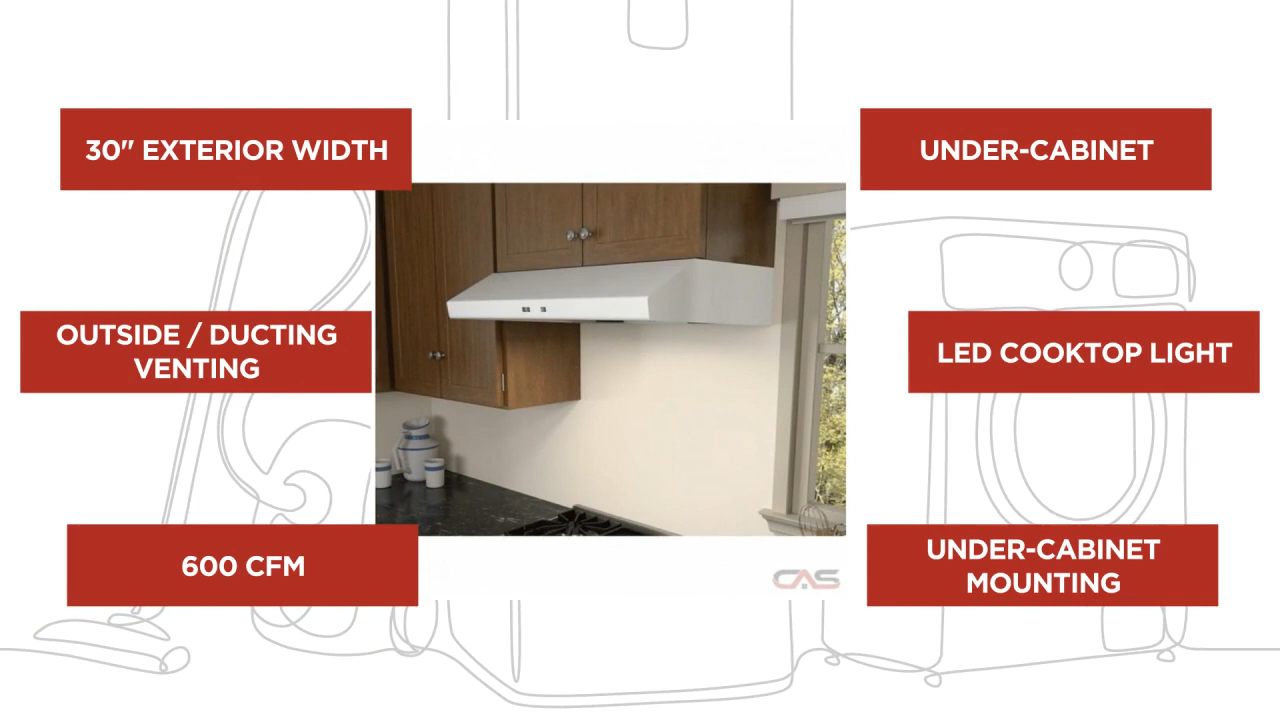 30" EXTERIOR WIDTH
UNDER-CABINET
OUTSIDE / DUCTING
VENTING
LED COOKTOP LIGHT
600 CFM
UNDER-CABINET
MOUNTING
CAS